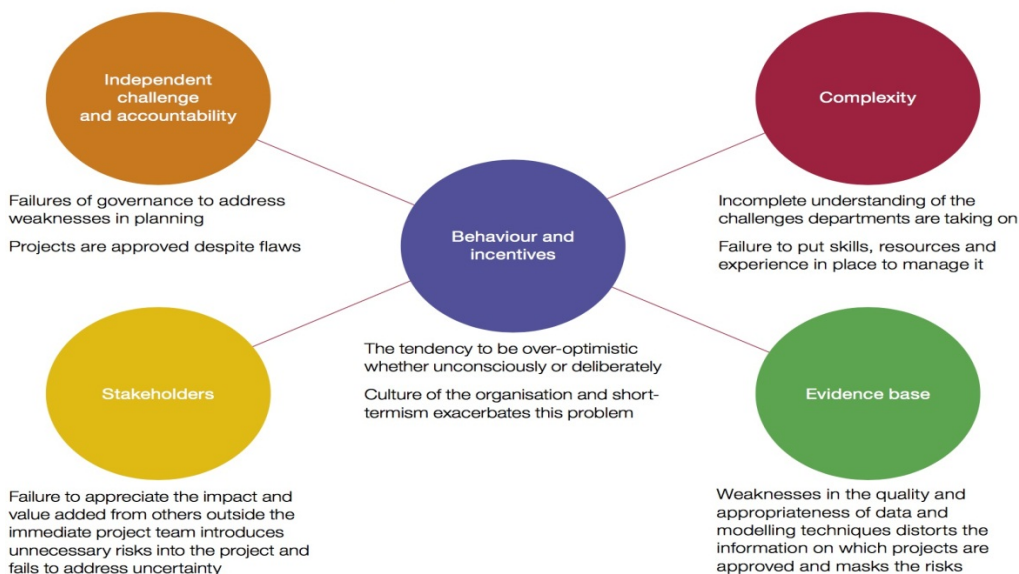 Independent
challenge
and accountability
Failures of governance to address
weaknesses in planning
Projects are approved despite flaws
Complexity
Incomplete understanding of the
challenges departments are taking on
Failure to put skills, resources and
experience in place to manage it
Behaviour and
incentives
The tendency to be over-optimistic
whether unconsciously or deliberately
Culture of the organisation and short-
termism exacerbates this problem
Stakeholders
Failure to appreciate the impact and
value added from others outside the
immediate project team introduces
unnecessary risks into the project and
fails to address uncertainty
Evidence base
Weaknesses in the quality and
appropriateness of data and
modelling techniques distorts the
information on which projects are
approved and masks the risks